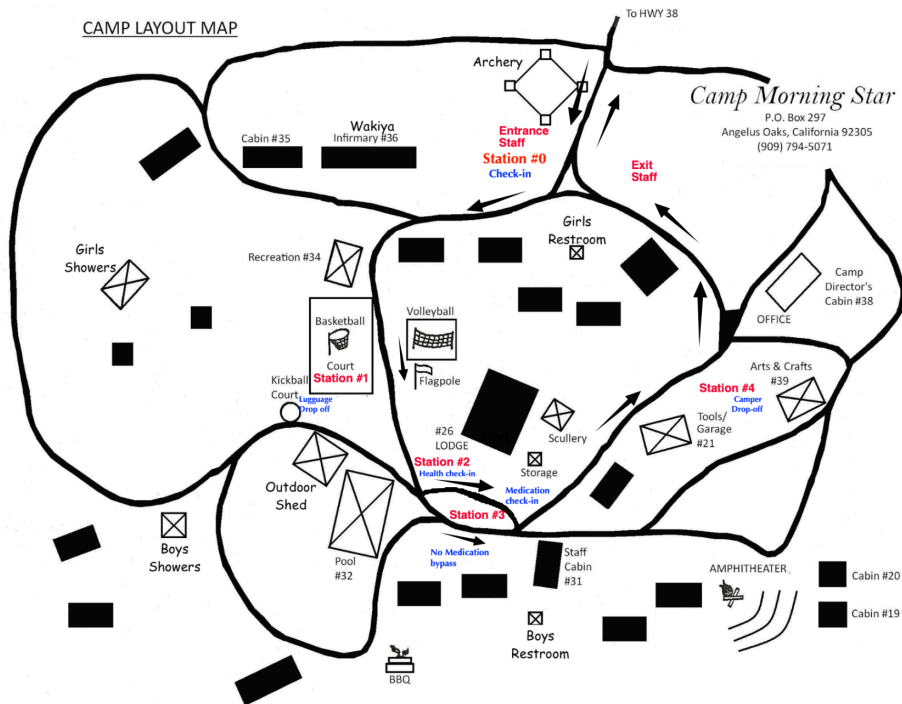 To HWY 38
CAMP LAYOUT MAP
Archery
Camp Morning Star
P.O. Box 297
Angelus Oaks, California 92305
(909) 794-5071
Wakiya
Cabin #35
Infirmary #36
Entrance
Staff
Station #0
Check-in
Exit
Staff
Girls
Restroom
Girls
Showers
Recreation #34
Camp
Director's
Cabin #38
OFFICE
Basketball
Court
Station #1
Volleyball
Flagpole
Kickball
Court
Lugguage
Drop off
Arts & Crafts
#39
Station #4
Camper
Drop-off
Tools/
Garage
#21
#26
LODGE
Scullery
Station #2
Health check-in
Storage
Medication
check-in
Outdoor
Shed
Station #3
No Medication
bypass
Pool
#32
Boys
Showers
Staff
Cabin
#31
AMPHITHEATER
Cabin #20
Cabin #19
Boys
Restroom
BBQ